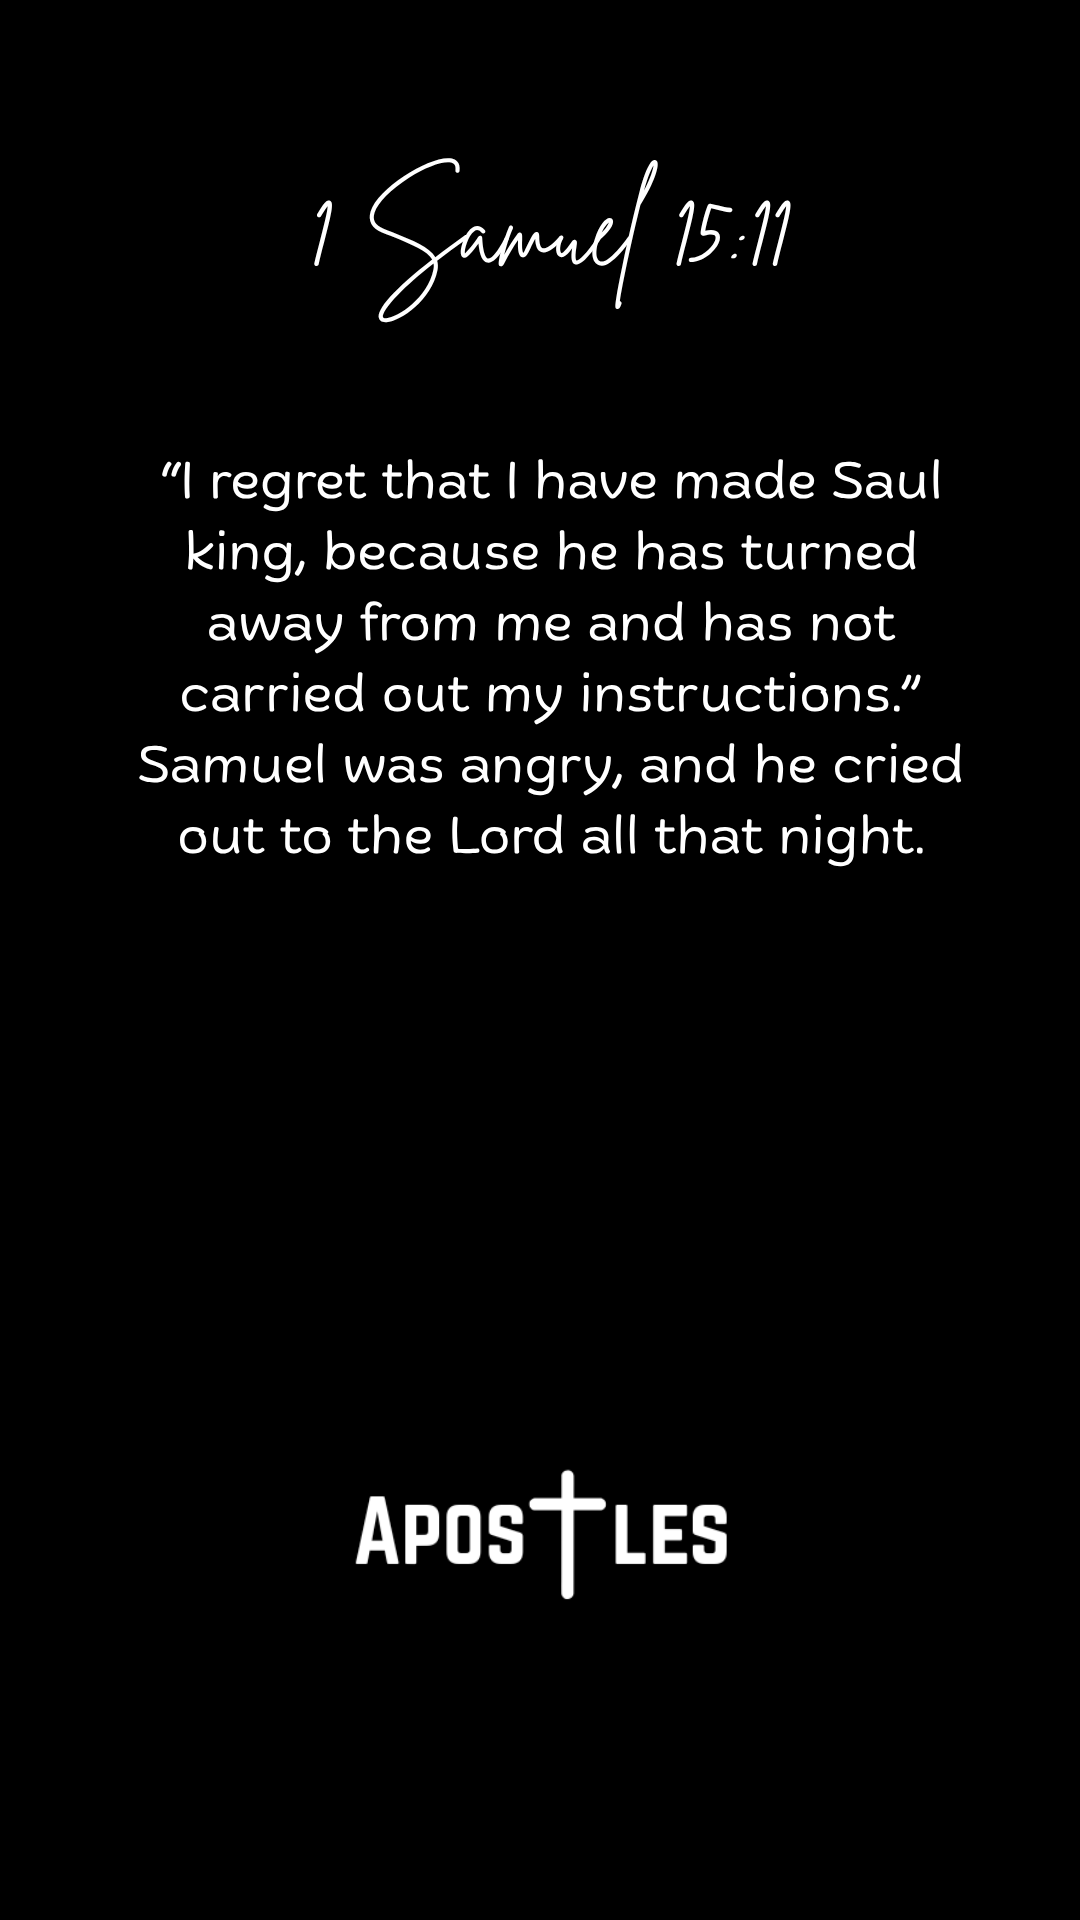 1 Samuel 15:11
“I regret that I have made Saul
king, because he has turned
away from me and has not
carried out my instructions.”
Samuel was angry, and he cried
out to the Lord all that night.
APOSTLES